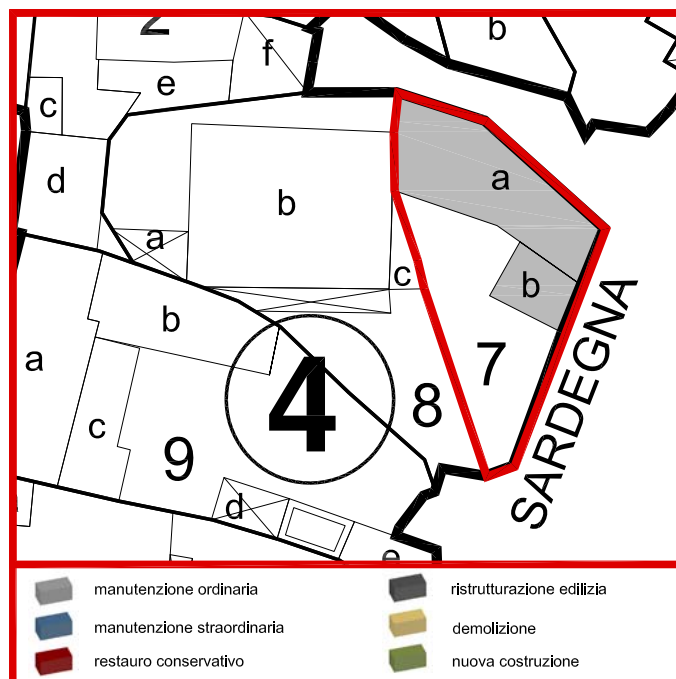 2
f
b
e
c
d
a
b
a
b
c
b
b
a
7
8
4
c
9
d
e
SARDEGNA
manutenzione ordinaria
ristrutturazione edilizia
manutenzione straordinaria
demolizione
restauro conservativo
nuova costruzione